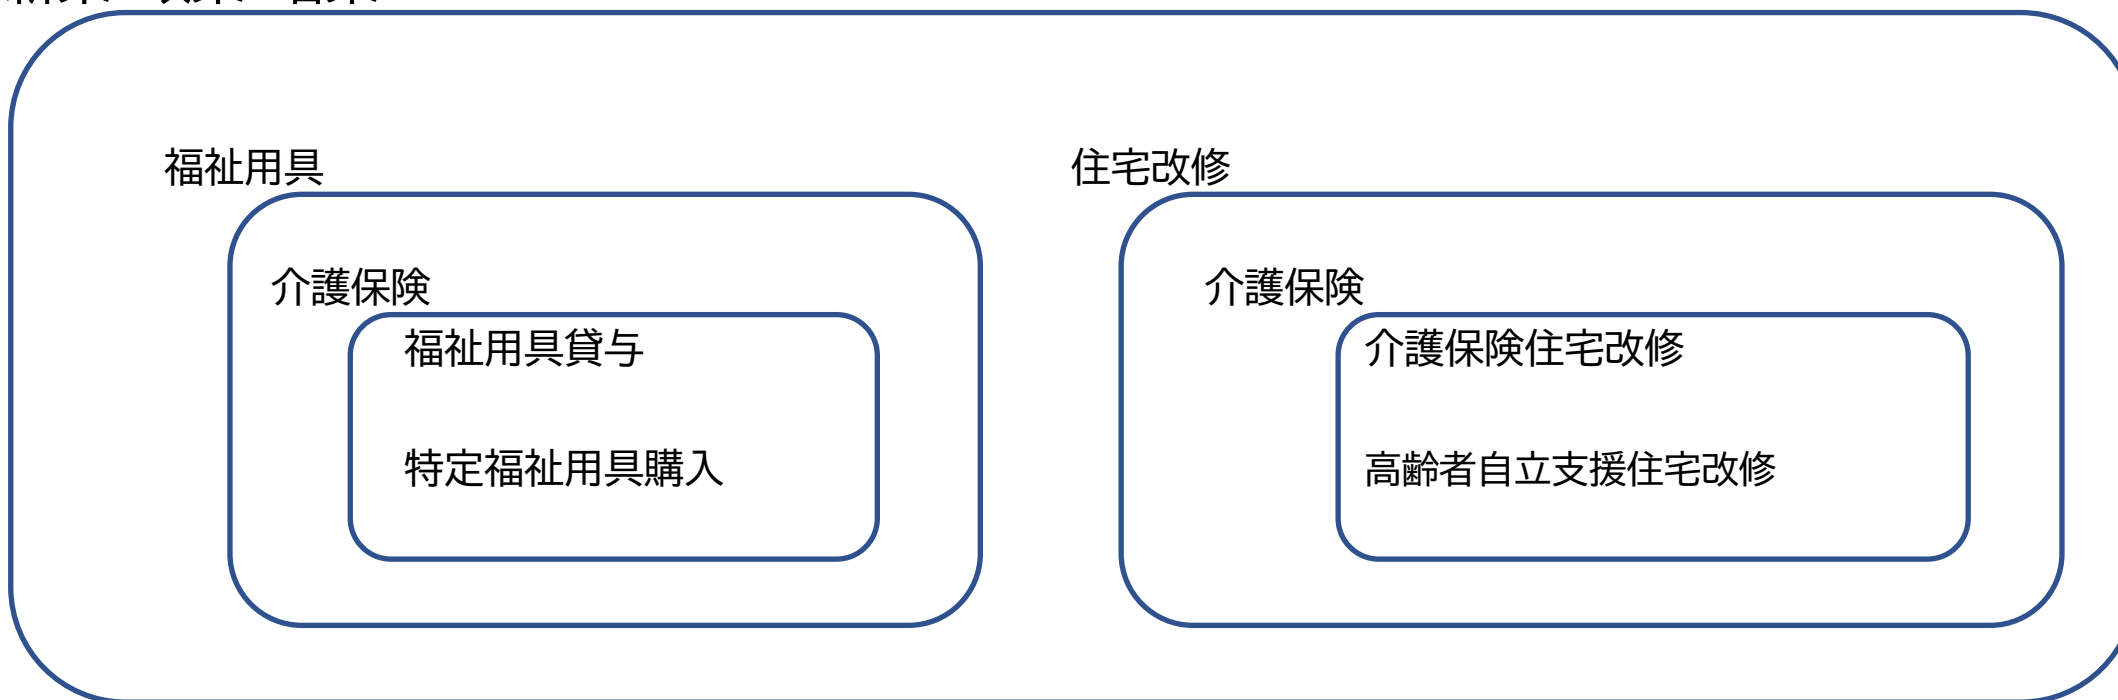 福祉用具
住宅改修
介護保険
介護保険
福祉用具貸与
介護保険住宅改修
特定福祉用具購入
高齢者自立支援住宅改修